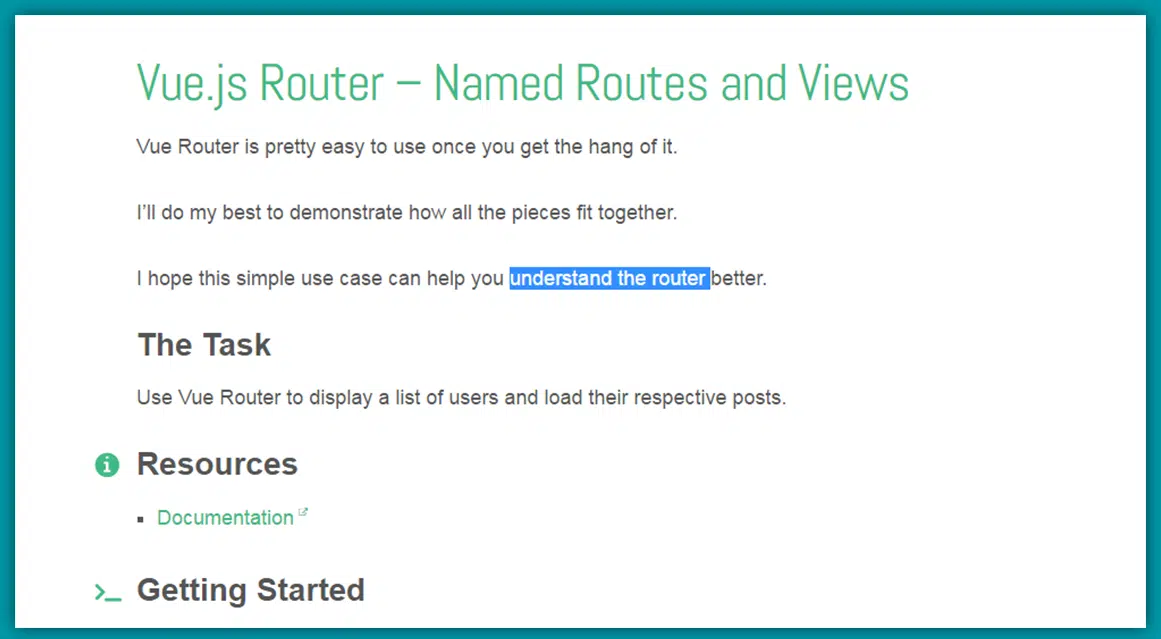 Vue.js Router – Named Routes and Views
Vue Router is pretty easy to use once you get the hang of it.
I’ll do my best to demonstrate how all the pieces fit together.
I hope this simple use case can help you understand the router better.
The Task
Use Vue Router to display a list of users and load their respective posts.
Resources
Documentation
Getting Started